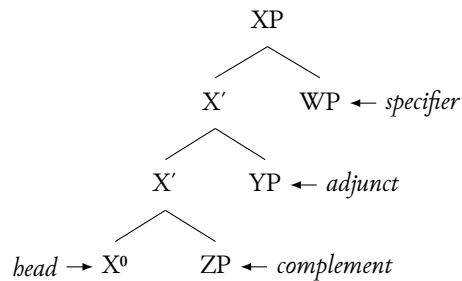 XP
X′ WP ← specifier
X′ YP ← adjunct
head → X⁰ ZP ← complement